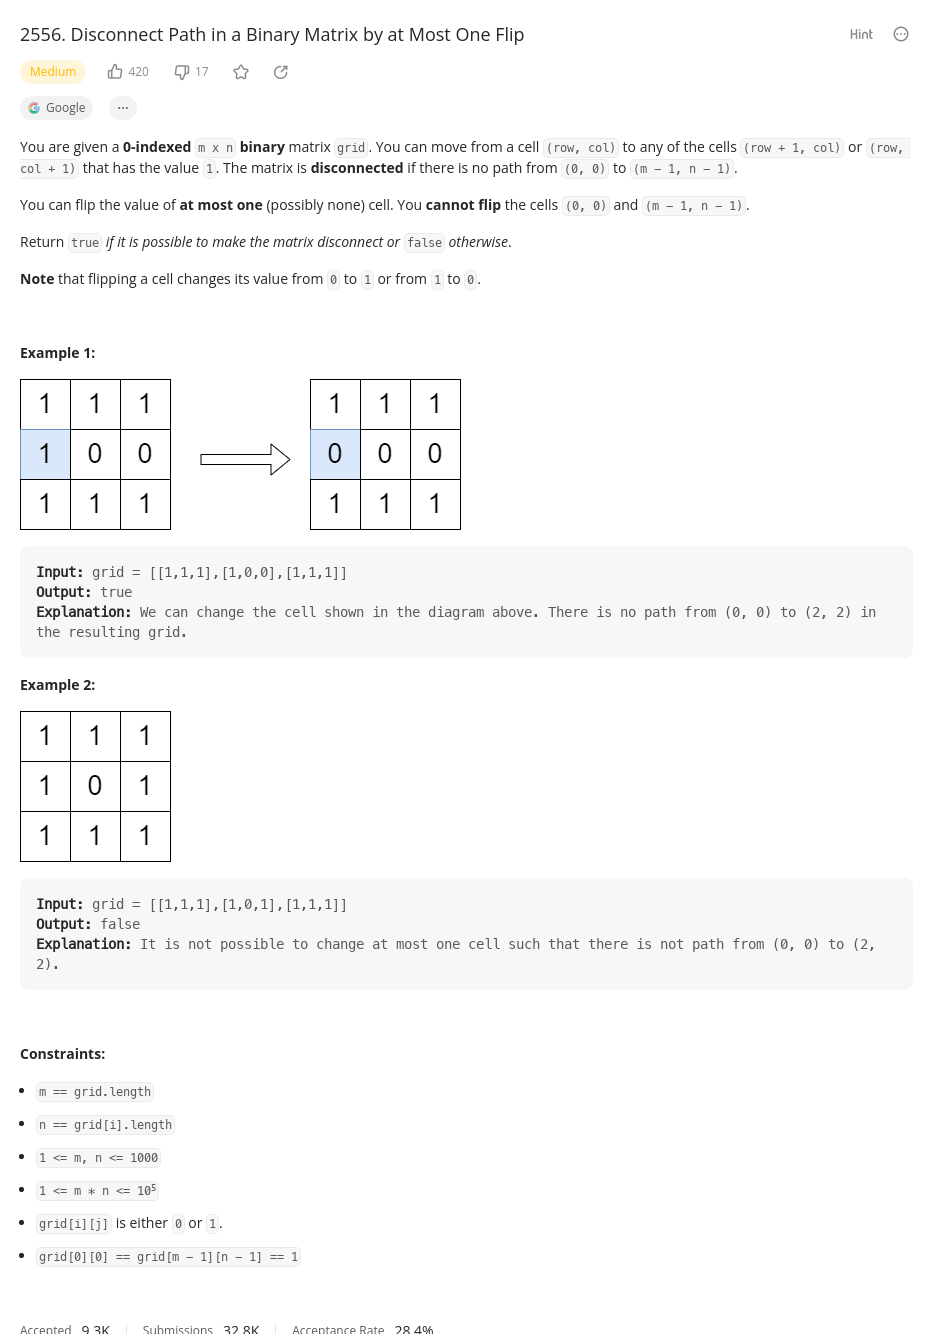 2556. Disconnect Path in a Binary Matrix by at Most One Flip
Hint
Medium 420 17
Google ...
You are given a 0-indexed m x n binary matrix grid. You can move from a cell (row, col) to any of the cells (row + 1, col) or (row,
col + 1) that has the value 1. The matrix is disconnected if there is no path from (0, 0) to (m − 1, n − 1).
You can flip the value of at most one (possibly none) cell. You cannot flip the cells (0, 0) and (m − 1, n − 1).
Return true if it is possible to make the matrix disconnect or false otherwise.
Note that flipping a cell changes its value from 0 to 1 or from 1 to 0.
Example 1:
1 1 1 1 1 1
1 0 0 0 0 0
1 1 1 1 1 1
Input: grid = [[1,1,1],[1,0,0],[1,1,1]]
Output: true
Explanation: We can change the cell shown in the diagram above. There is no path from (0, 0) to (2, 2) in
the resulting grid.
Example 2:
1 1 1
1 0 1
1 1 1
Input: grid = [[1,1,1],[1,0,1],[1,1,1]]
Output: false
Explanation: It is not possible to change at most one cell such that there is not path from (0, 0) to (2,
2).
Constraints:
m == grid.length
n == grid[i].length
1 <= m, n <= 1000
1 <= m * n <= 10⁵
grid[i][j] is either 0 or 1.
grid[0][0] == grid[m − 1][n − 1] == 1
Accepted 9.3K Submissions 32.8K Acceptance Rate 28.4%